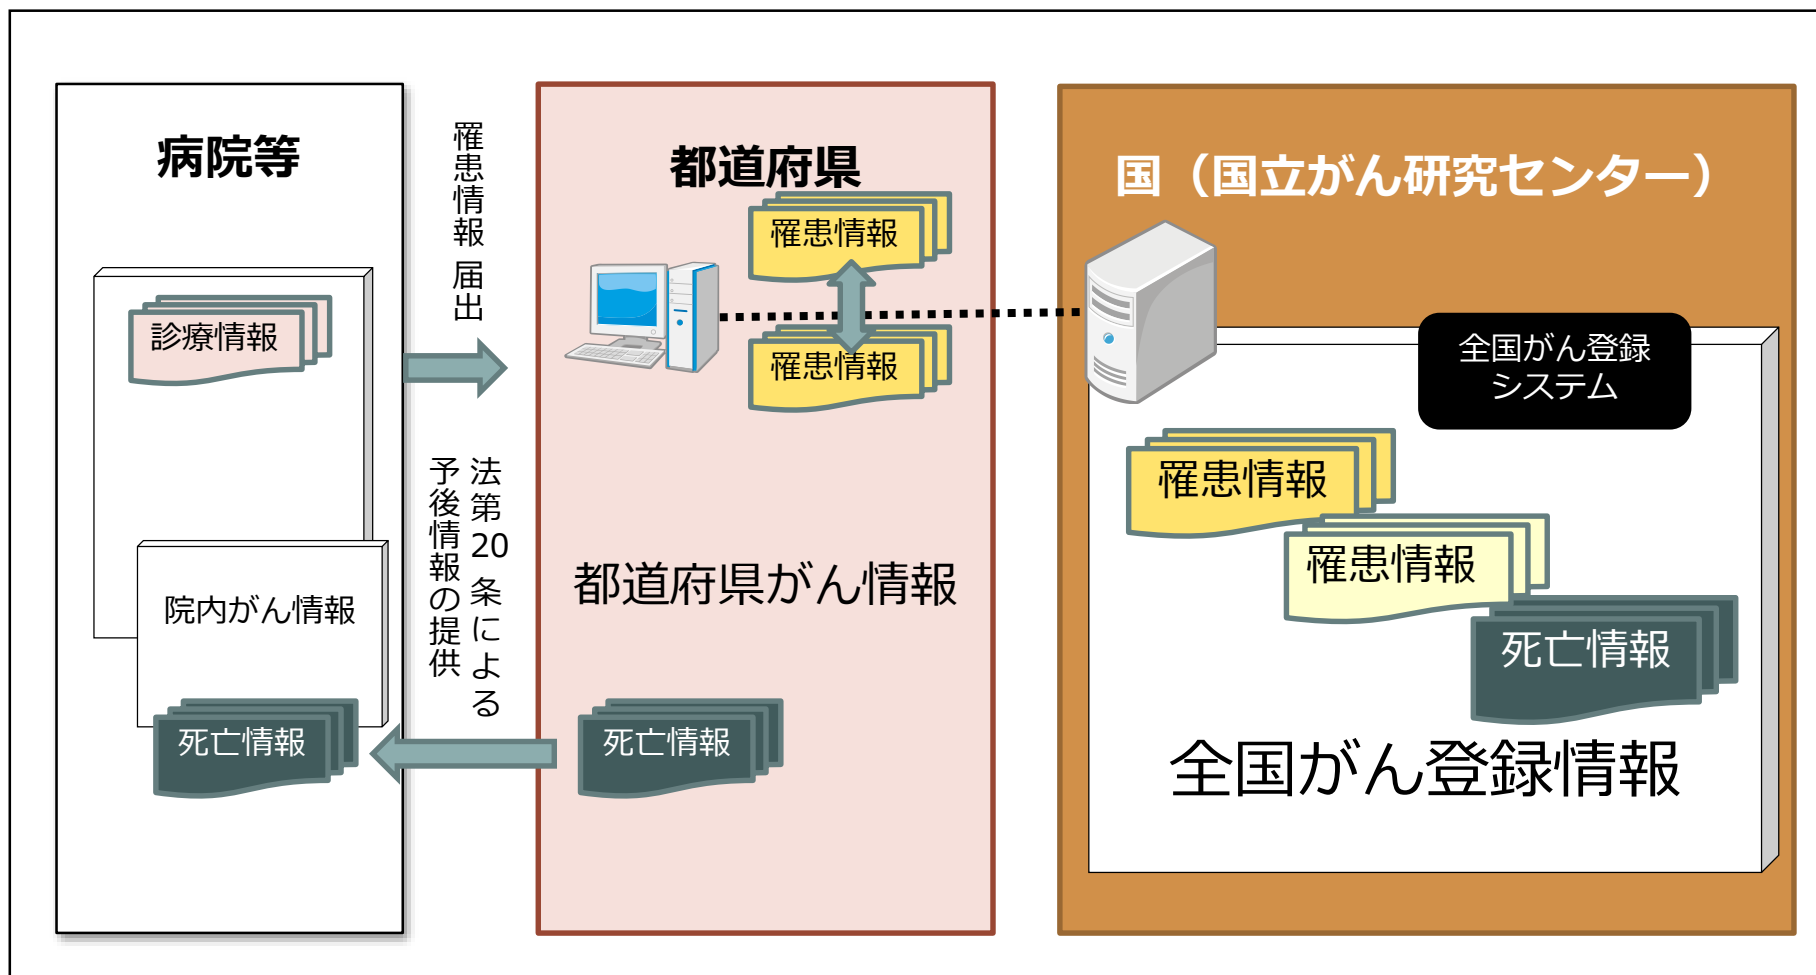 病院等
診療情報
院内がん情報
死亡情報
罹患情報 届出
法第20条による
予後情報の提供
都道府県
罹患情報
罹患情報
都道府県がん情報
死亡情報
国（国立がん研究センター）
全国がん登録
システム
罹患情報
罹患情報
死亡情報
全国がん登録情報